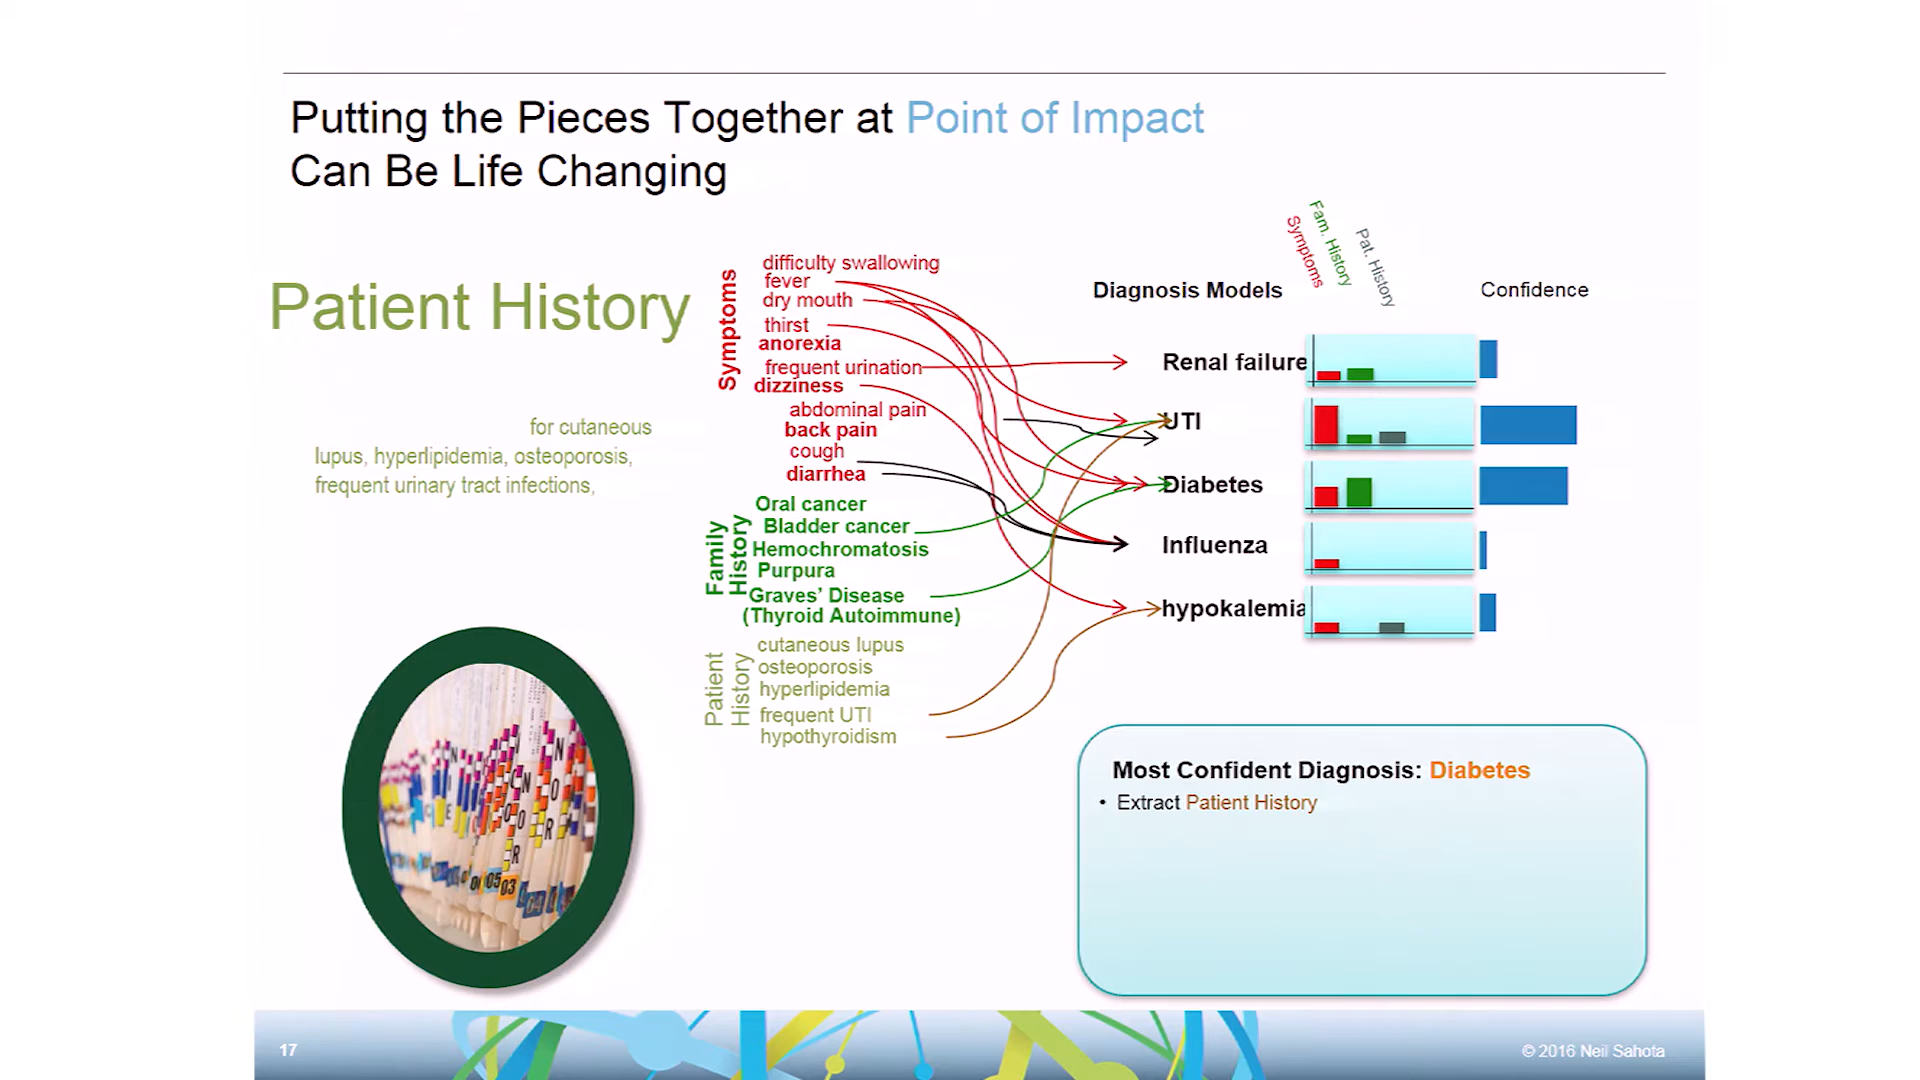 Putting the Pieces Together at Point of Impact
Can Be Life Changing
Patient History
for cutaneous
lupus, hyperlipidemia, osteoporosis,
frequent urinary tract infections,
Symptoms
difficulty swallowing
fever
dry mouth
thirst
anorexia
frequent urination
dizziness
abdominal pain
back pain
cough
diarrhea
Family
History
Oral cancer
Bladder cancer
Hemochromatosis
Purpura
Graves’ Disease
(Thyroid Autoimmune)
Patient
History
cutaneous lupus
osteoporosis
hyperlipidemia
frequent UTI
hypothyroidism
Diagnosis Models
Symptoms
Fam. History
Pat. History
Confidence
Renal failure
UTI
Diabetes
Influenza
hypokalemia
Most Confident Diagnosis: Diabetes
• Extract Patient History
17
© 2016 Neil Sahota